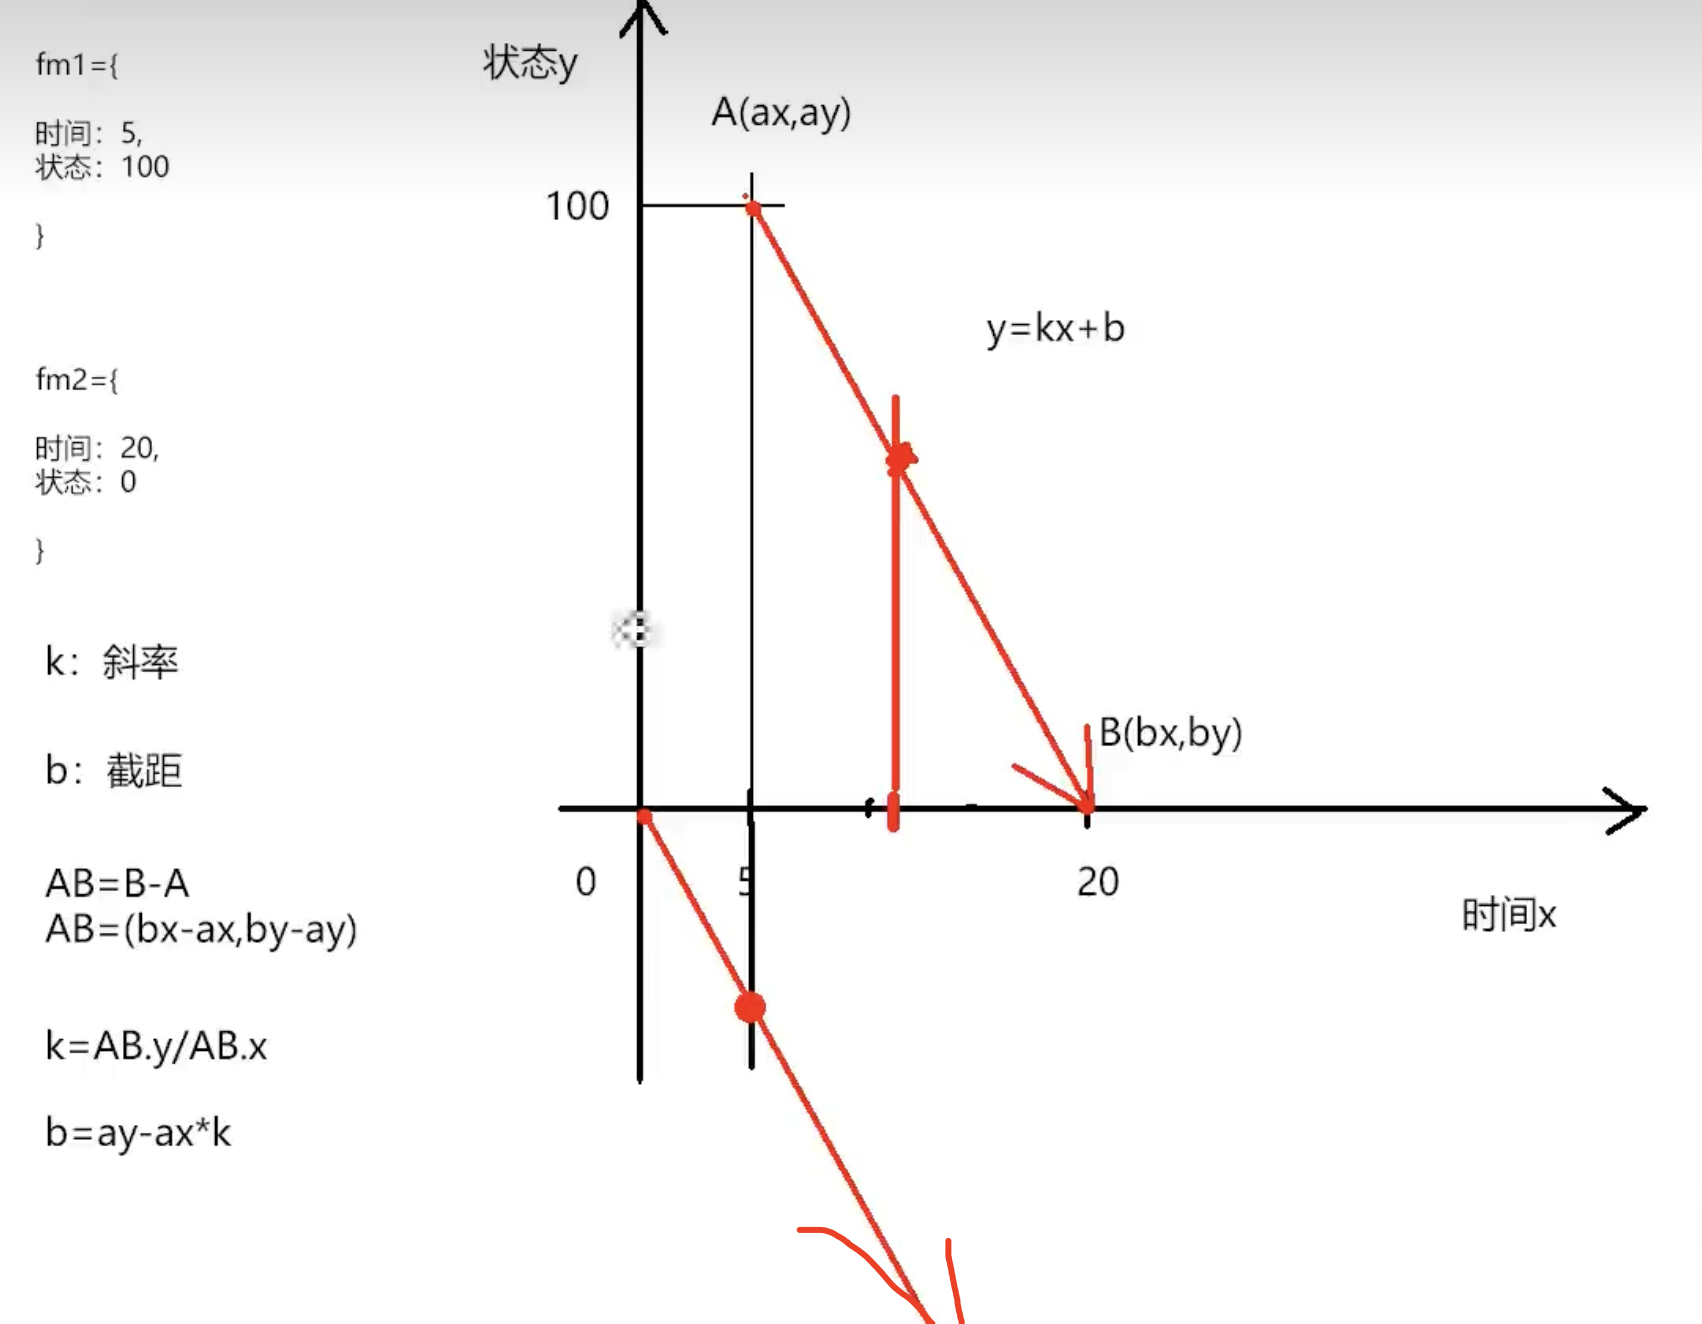 fm1={
时间：5,
状态：100
}
fm2={
时间：20,
状态：0
}
k：斜率
b：截距
AB=B-A
AB=(bx-ax,by-ay)
k=AB.y/AB.x
b=ay-ax*k
状态y
A(ax,ay)
100
y=kx+b
B(bx,by)
0
5
20
时间x